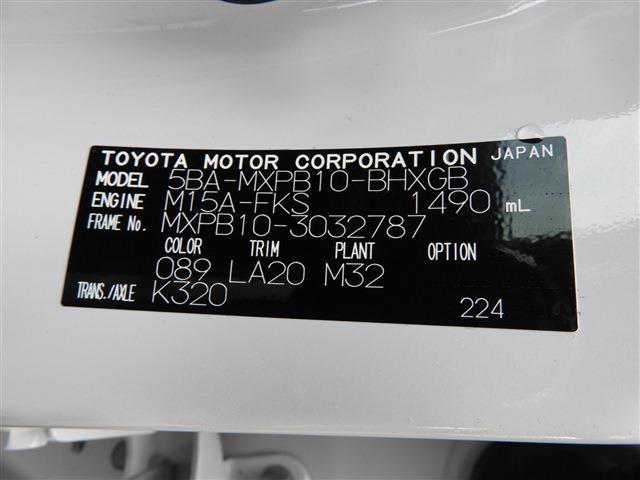 TOYOTA MOTOR CORPORATION JAPAN
MODEL 5BA-MXPB10-BHXGB
ENGINE M15A-FKS 1490 mL
FRAME No. MXPB10-3032787
COLOR TRIM PLANT OPTION
089 LA20 M32
TRANS./AXLE K320
224